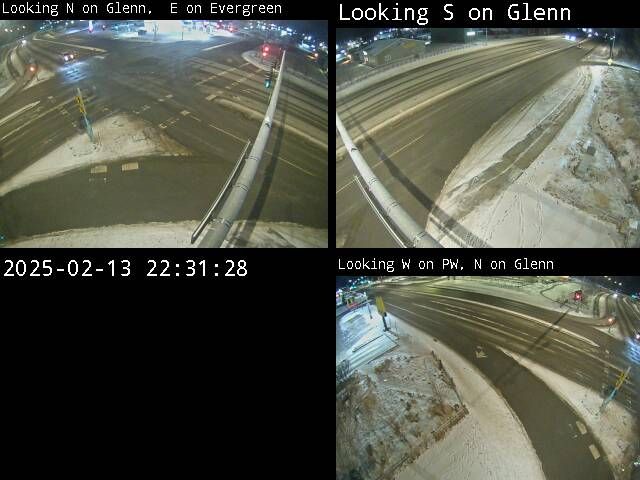 Looking N on Glenn,  E on Evergreen
Looking S on Glenn
2025-02-13 22:31:28
Looking W on PW, N on Glenn